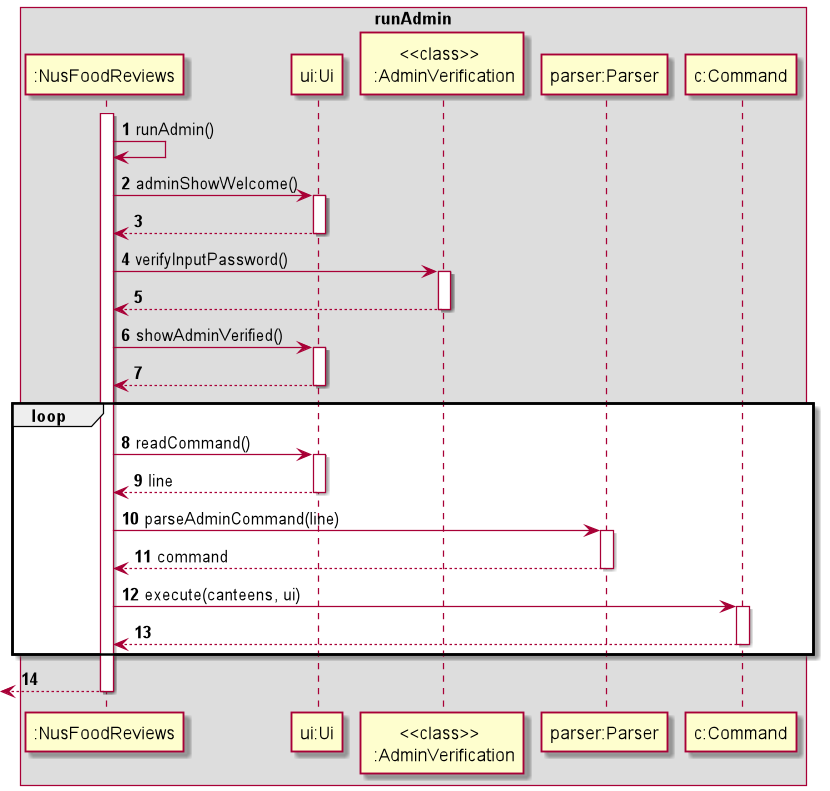 runAdmin
:NusFoodReviews
ui:Ui
<<class>>
:AdminVerification
parser:Parser
c:Command
1 runAdmin()
2 adminShowWelcome()
3
4 verifyInputPassword()
5
6 showAdminVerified()
7
loop
8 readCommand()
9 line
10 parseAdminCommand(line)
11 command
12 execute(canteens, ui)
13
14
:NusFoodReviews
ui:Ui
<<class>>
:AdminVerification
parser:Parser
c:Command